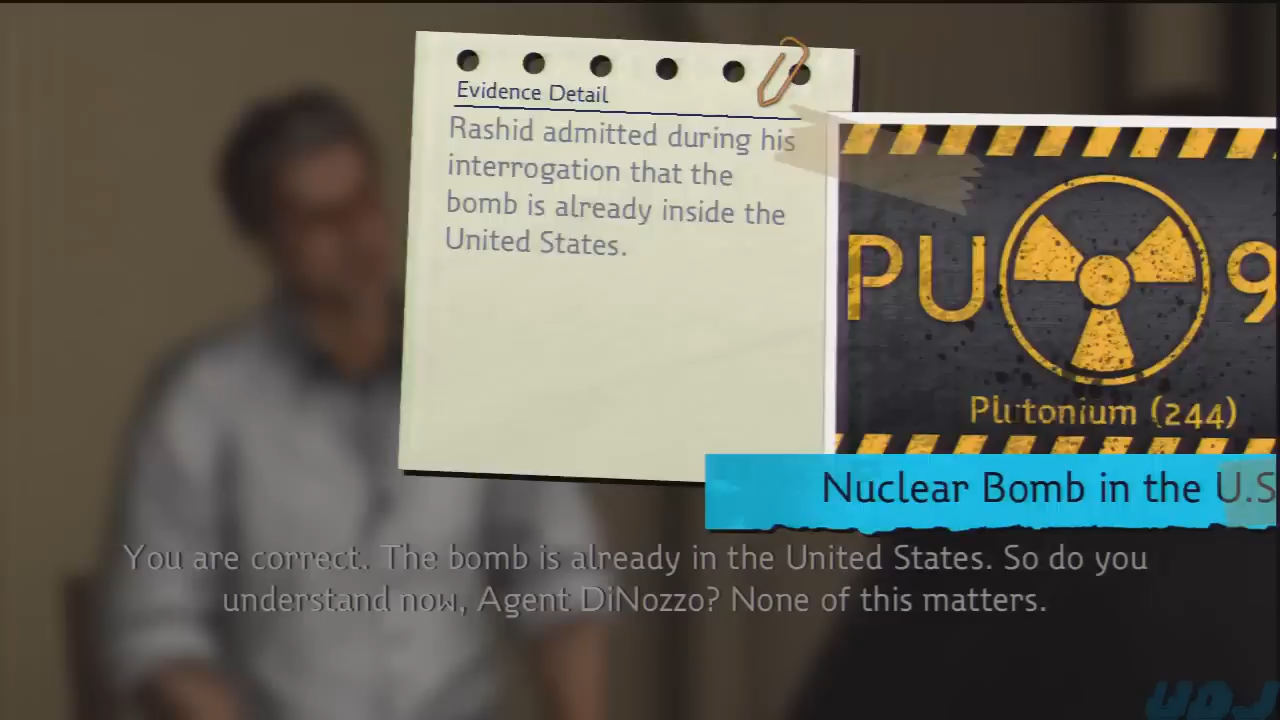 Evidence Detail
Rashid admitted during his
interrogation that the
bomb is already inside the
United States.
PU 9
Plutonium (244)
Nuclear Bomb in the U.S
You are correct. The bomb is already in the United States. So do you
understand now, Agent DiNozzo? None of this matters.